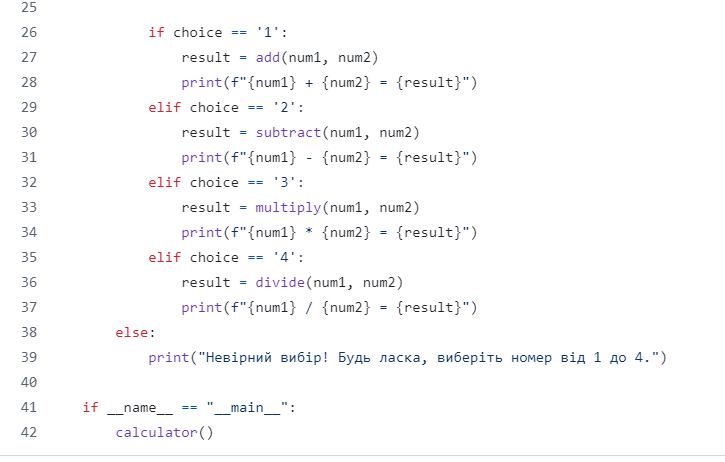 25
26 if choice == '1':
27 result = add(num1, num2)
28 print(f"{num1} + {num2} = {result}")
29 elif choice == '2':
30 result = subtract(num1, num2)
31 print(f"{num1} - {num2} = {result}")
32 elif choice == '3':
33 result = multiply(num1, num2)
34 print(f"{num1} * {num2} = {result}")
35 elif choice == '4':
36 result = divide(num1, num2)
37 print(f"{num1} / {num2} = {result}")
38 else:
39 print("Невірний вибір! Будь ласка, виберіть номер від 1 до 4.")
40
41 if __name__ == "__main__":
42 calculator()